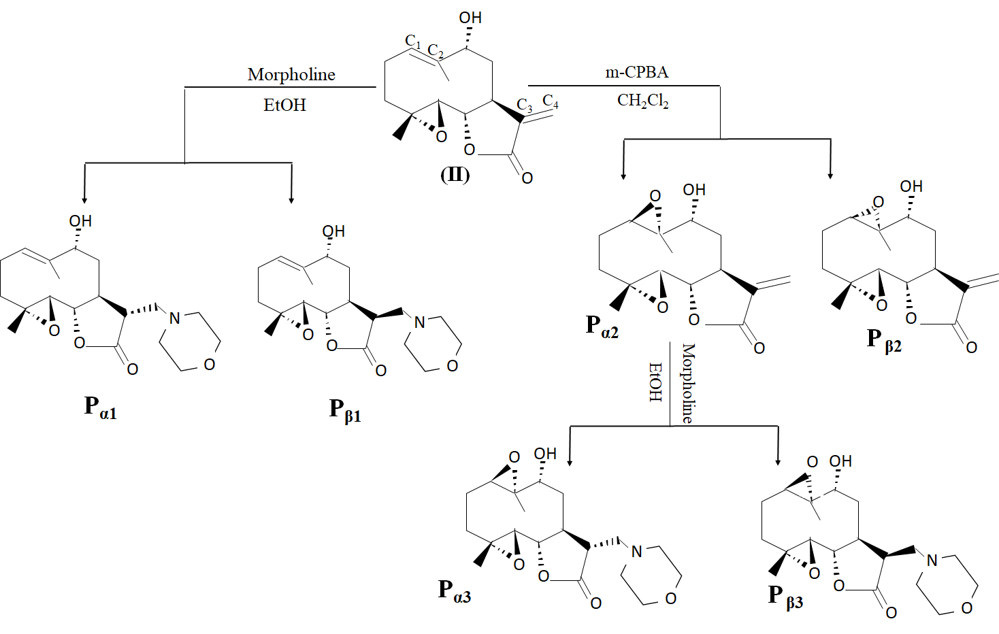 OH
C1
C2
Morpholine
EtOH
m-CPBA
CH2Cl2
C3
C4
O
O
O
(II)
OH
O
O
O
N
O
Pα1
OH
O
O
O
N
O
Pβ1
O
OH
O
O
O
Pα2
O
OH
O
O
O
Pβ2
Morpholine
EtOH
O
OH
O
O
O
N
O
Pα3
O
OH
O
O
O
N
O
Pβ3